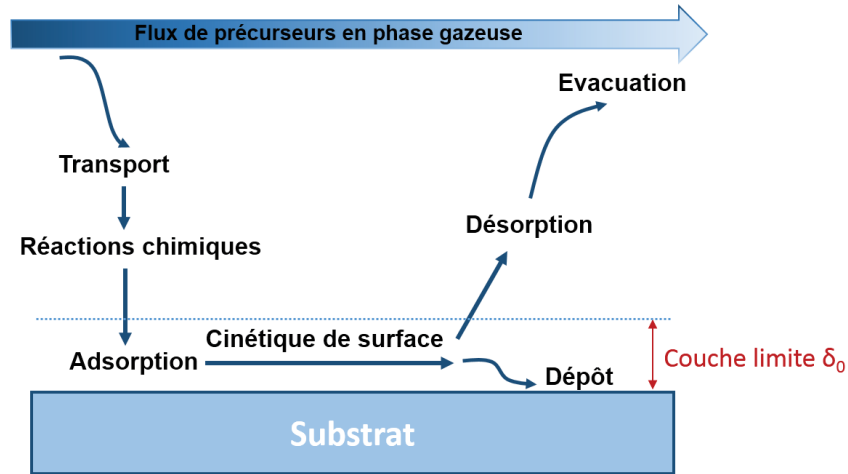 Flux de précurseurs en phase gazeuse
Evacuation
Transport
Désorption
Réactions chimiques
Cinétique de surface
Adsorption
Couche limite δ₀
Dépôt
Substrat